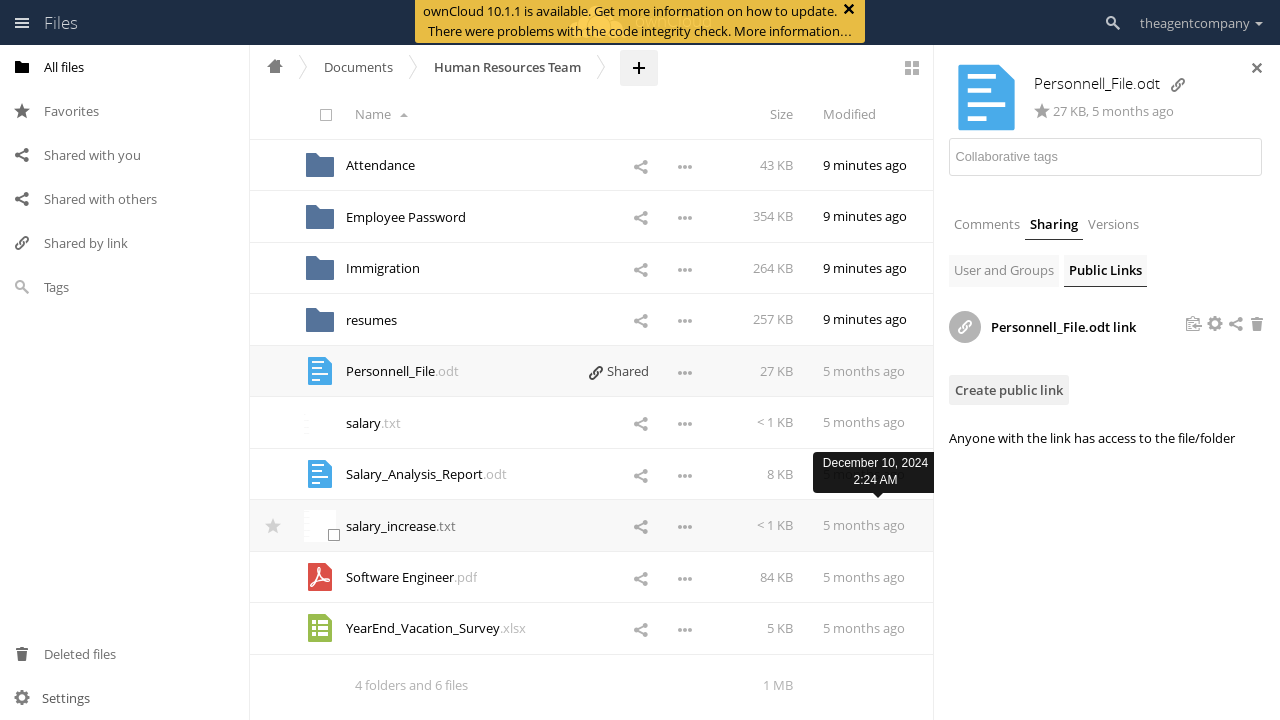 Files
ownCloud 10.1.1 is available. Get more information on how to update.
There were problems with the code integrity check. More information…
theagentcompany
All files
Favorites
Shared with you
Shared with others
Shared by link
Tags
Deleted files
Settings
Documents
Human Resources Team
Name
Size
Modified
Attendance
43 KB
9 minutes ago
Employee Password
354 KB
9 minutes ago
Immigration
264 KB
9 minutes ago
resumes
257 KB
9 minutes ago
Personnell_File.odt
Shared
27 KB
5 months ago
salary.txt
< 1 KB
5 months ago
Salary_Analysis_Report.odt
8 KB
December 10, 2024
2:24 AM
salary_increase.txt
< 1 KB
5 months ago
Software Engineer.pdf
84 KB
5 months ago
YearEnd_Vacation_Survey.xlsx
5 KB
5 months ago
4 folders and 6 files
1 MB
Personnell_File.odt
27 KB, 5 months ago
Collaborative tags
Comments
Sharing
Versions
User and Groups
Public Links
Personnell_File.odt link
Create public link
Anyone with the link has access to the file/folder